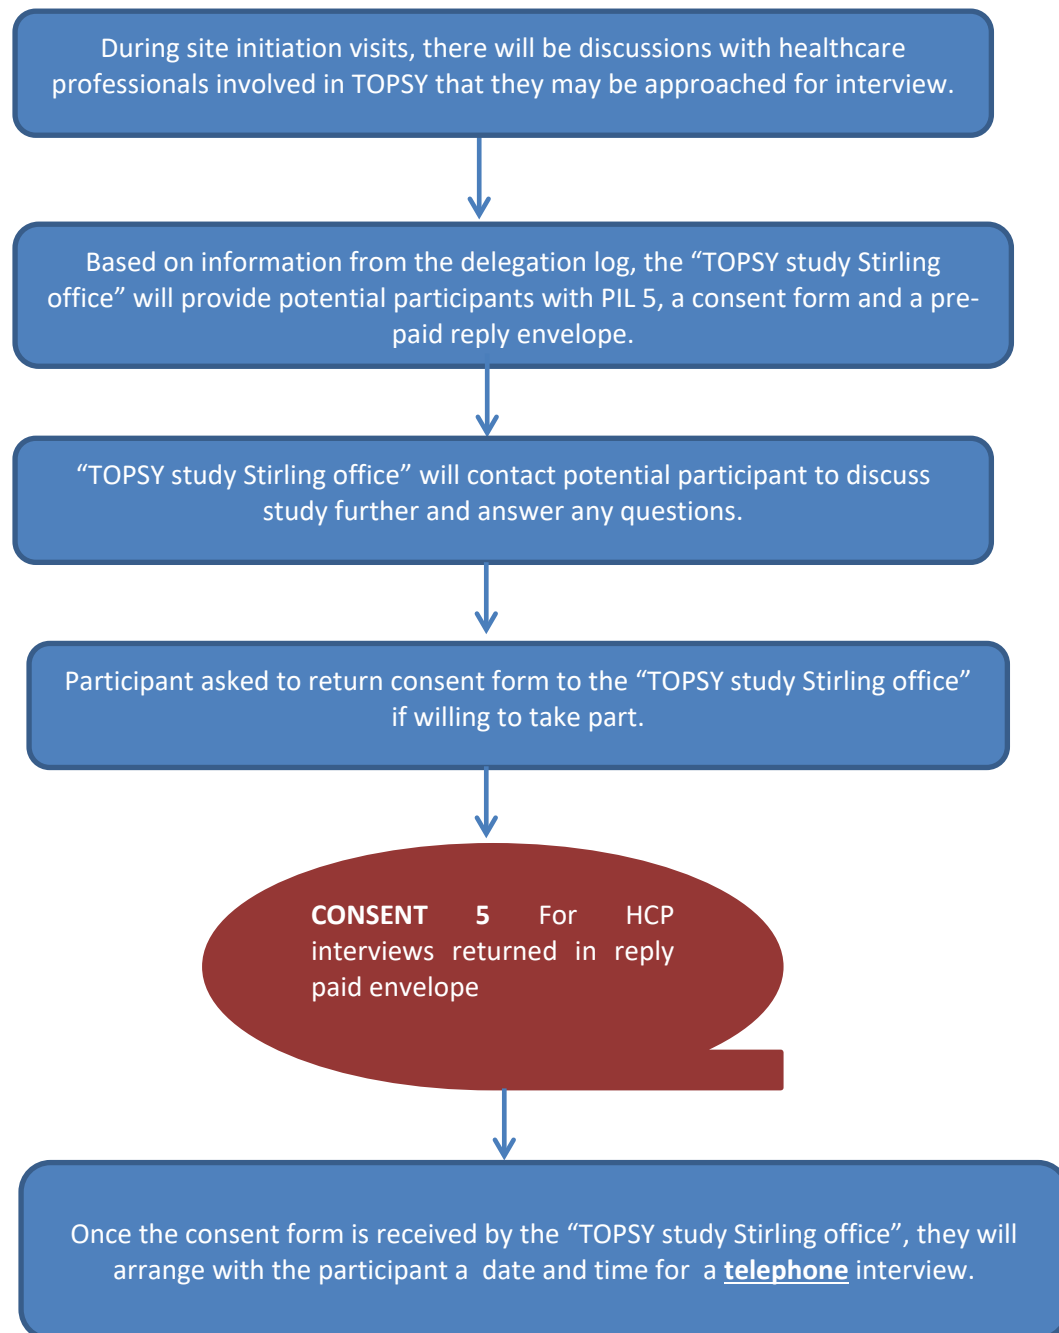 During site initiation visits, there will be discussions with healthcare
professionals involved in TOPSY that they may be approached for interview.
Based on information from the delegation log, the “TOPSY study Stirling
office” will provide potential participants with PIL 5, a consent form and a pre-
paid reply envelope.
“TOPSY study Stirling office” will contact potential participant to discuss
study further and answer any questions.
Participant asked to return consent form to the “TOPSY study Stirling office”
if willing to take part.
CONSENT 5 For HCP
interviews returned in reply
paid envelope
Once the consent form is received by the “TOPSY study Stirling office”, they will
arrange with the participant a date and time for a telephone interview.